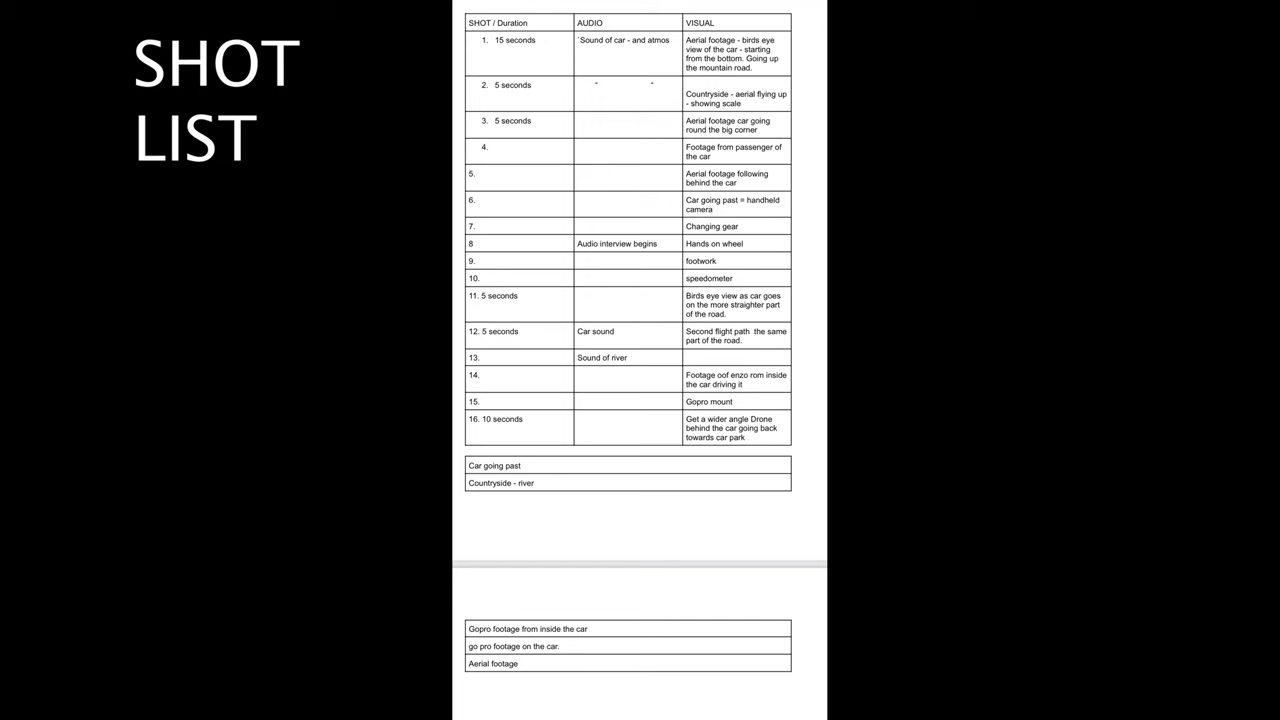 SHOT
LIST
SHOT / Duration AUDIO VISUAL
1. 15 seconds `Sound of car - and atmos Aerial footage - birds eye
view of the car - starting
from the bottom. Going up
the mountain road.
2. 5 seconds " "
Countryside - aerial flying up
- showing scale
3. 5 seconds Aerial footage car going
round the big corner
4. Footage from passenger of
the car
5. Aerial footage following
behind the car
6. Car going past = handheld
camera
7. Changing gear
8 Audio interview begins Hands on wheel
9. footwork
10. speedometer
11. 5 seconds Birds eye view as car goes
on the more straighter part
of the road.
12. 5 seconds Car sound Second flight path the same
part of the road.
13. Sound of river
14. Footage oof enzo rom inside
the car driving it
15. Gopro mount
16. 10 seconds Get a wider angle Drone
behind the car going back
towards car park
Car going past
Countryside - river
Gopro footage from inside the car
go pro footage on the car.
Aerial footage